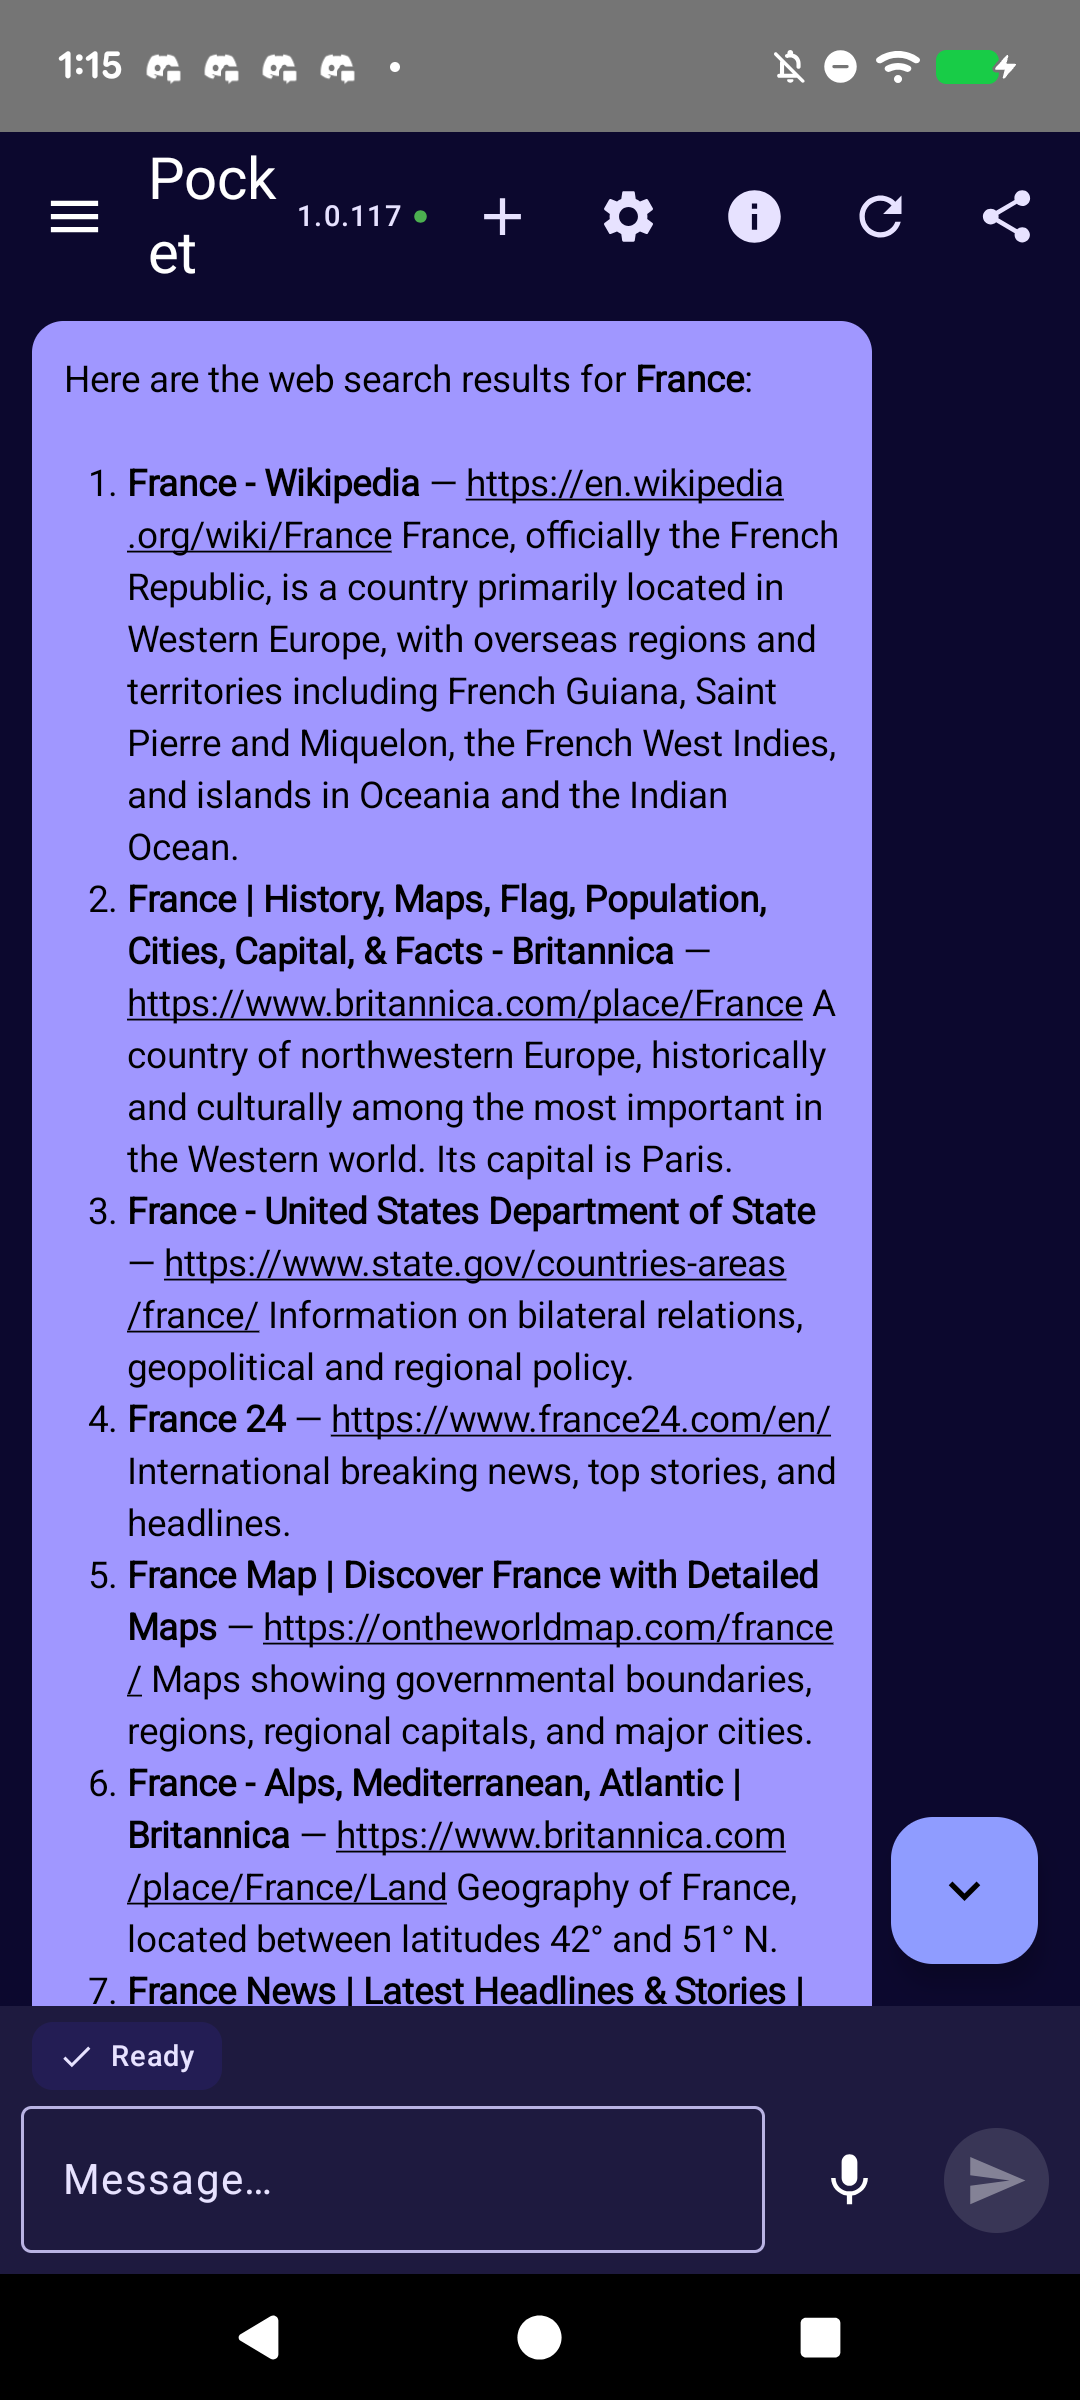 1:15
Pock
et
1.0.117
Here are the web search results for France:
1. France - Wikipedia — https://en.wikipedia
.org/wiki/France France, officially the French
Republic, is a country primarily located in
Western Europe, with overseas regions and
territories including French Guiana, Saint
Pierre and Miquelon, the French West Indies,
and islands in Oceania and the Indian
Ocean.
2. France | History, Maps, Flag, Population,
Cities, Capital, & Facts - Britannica —
https://www.britannica.com/place/France A
country of northwestern Europe, historically
and culturally among the most important in
the Western world. Its capital is Paris.
3. France - United States Department of State
— https://www.state.gov/countries-areas
/france/ Information on bilateral relations,
geopolitical and regional policy.
4. France 24 — https://www.france24.com/en/
International breaking news, top stories, and
headlines.
5. France Map | Discover France with Detailed
Maps — https://ontheworldmap.com/france
/ Maps showing governmental boundaries,
regions, regional capitals, and major cities.
6. France - Alps, Mediterranean, Atlantic |
Britannica — https://www.britannica.com
/place/France/Land Geography of France,
located between latitudes 42° and 51° N.
7. France News | Latest Headlines & Stories |
Ready
Message...